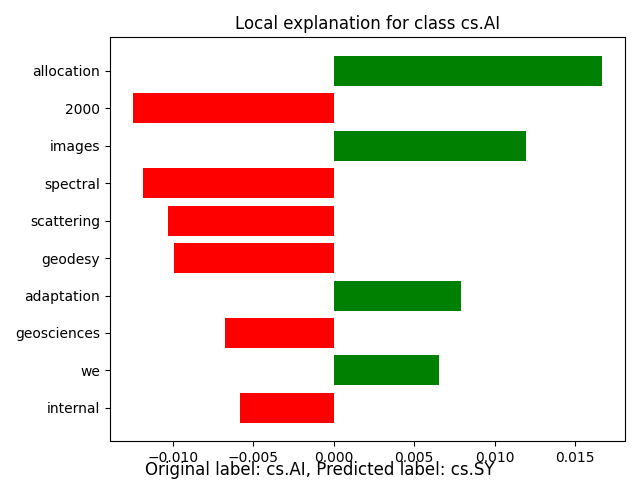 Local explanation for class cs.AI
allocation
2000
images
spectral
scattering
geodesy
adaptation
geosciences
we
internal
−0.010 −0.005 0.000 0.005 0.010 0.015
Original label: cs.AI, Predicted label: cs.SY